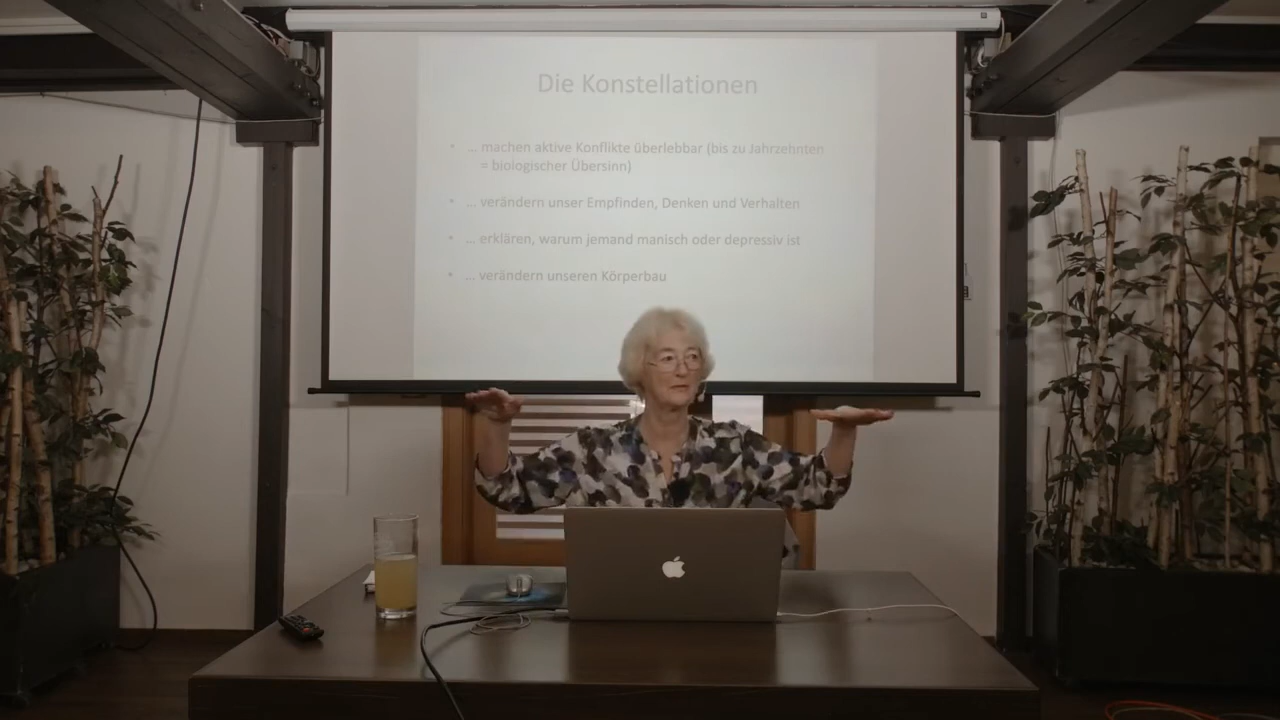 Die Konstellationen
• ... machen aktive Konflikte überlebbar (bis zu Jahrzehnten
= biologischer Übersinn)
• ... verändern unser Empfinden, Denken und Verhalten
• ... erklären, warum jemand manisch oder depressiv ist
• ... verändern unseren Körperbau